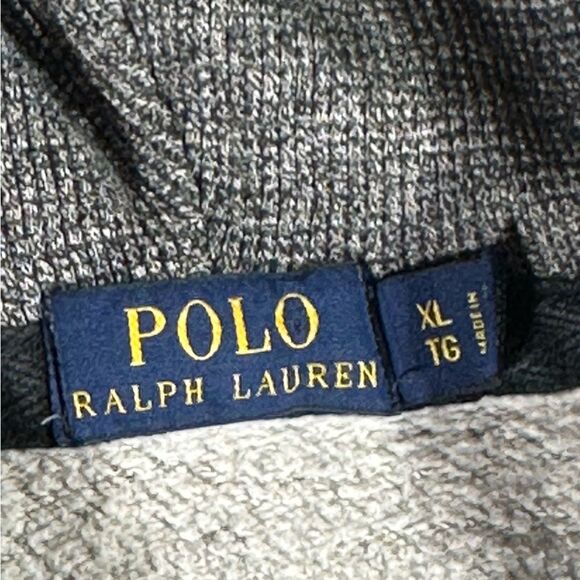 POLO
RALPH LAUREN
XL
TG
MADE IN